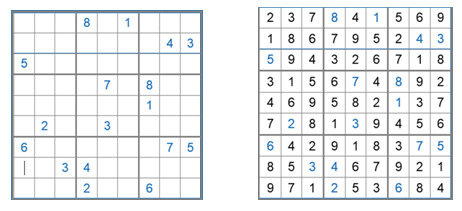 8 1
4 3
5
7 8
1
2 3
6 7 5
3 4
2 6
2 3 7 8 4 1 5 6 9
1 8 6 7 9 5 2 4 3
5 9 4 3 2 6 7 1 8
3 1 5 6 7 4 8 9 2
4 6 9 5 8 2 1 3 7
7 2 8 1 3 9 4 5 6
6 4 2 9 1 8 3 7 5
8 5 3 4 6 7 9 2 1
9 7 1 2 5 3 6 8 4